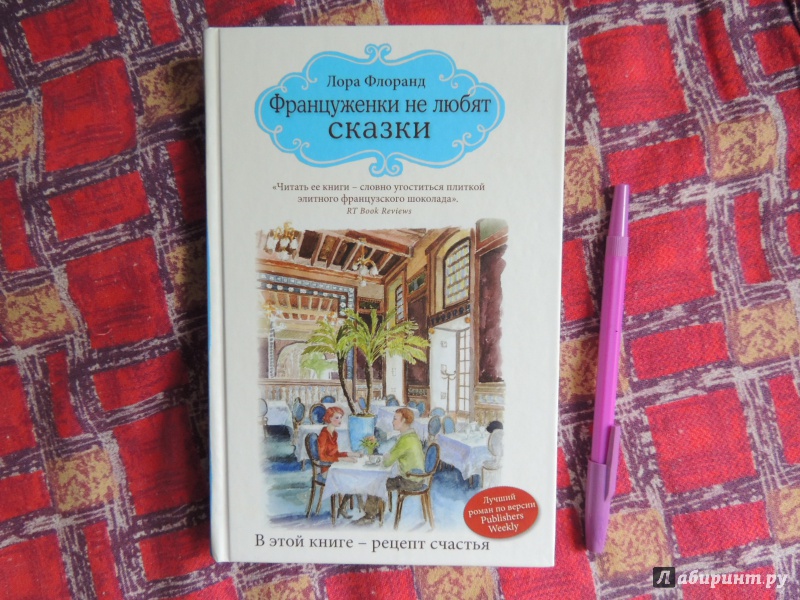 Лора Флоранд
Француженки не любят
сказки
«Читать ее книги – словно угоститься плиткой
элитного французского шоколада».
RT Book Reviews
Лучший
роман по версии
Publishers
Weekly
В этой книге – рецепт счастья
Лабиринт.ру